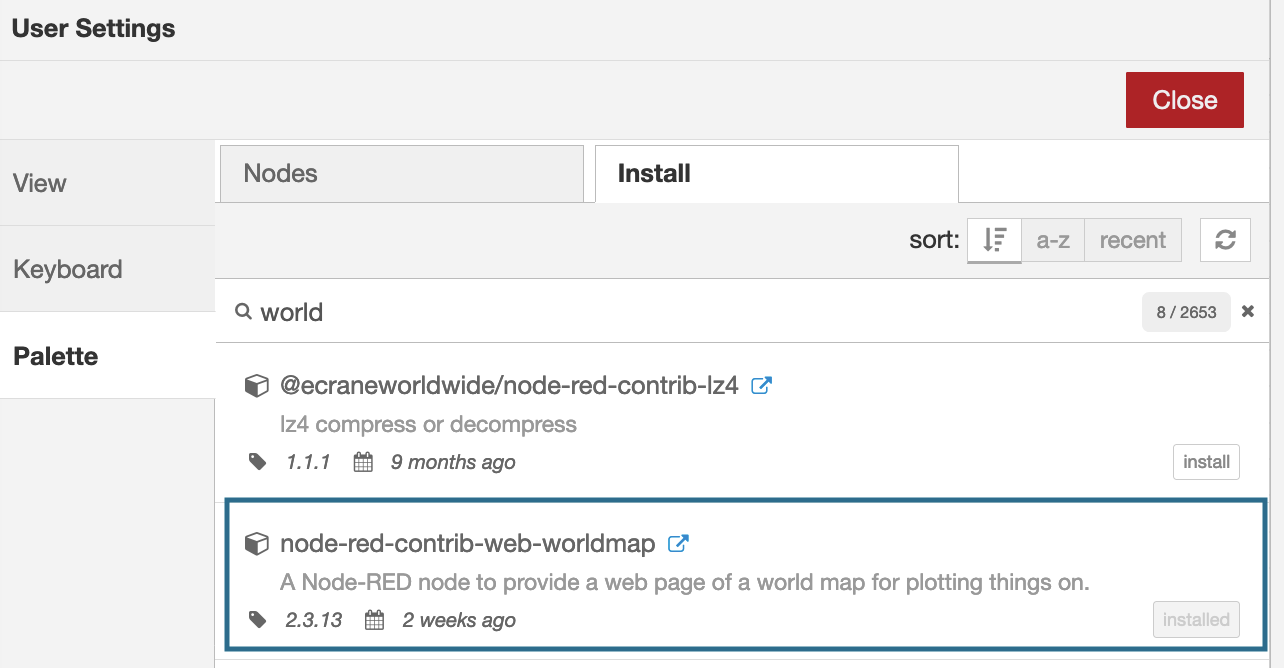 User Settings
Close
View
Keyboard
Palette
Nodes
Install
sort: a-z recent
world 8 / 2653
@ecraneworldwide/node-red-contrib-lz4
lz4 compress or decompress
1.1.1 9 months ago
install
node-red-contrib-web-worldmap
A Node-RED node to provide a web page of a world map for plotting things on.
2.3.13 2 weeks ago
installed